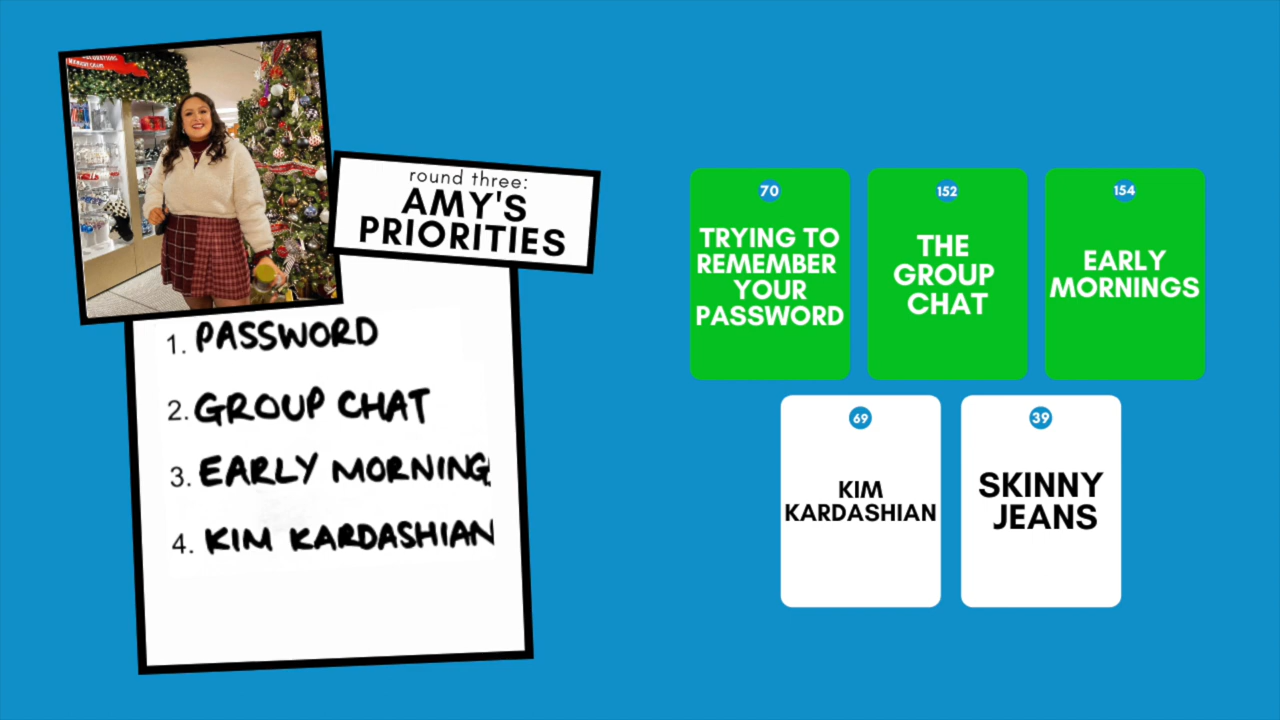 round three:
AMY'S
PRIORITIES
1. PASSWORD
2. GROUP CHAT
3. EARLY MORNING
4. KIM KARDASHIAN
70
TRYING TO
REMEMBER
YOUR
PASSWORD
152
THE
GROUP
CHAT
154
EARLY
MORNINGS
69
KIM
KARDASHIAN
39
SKINNY
JEANS